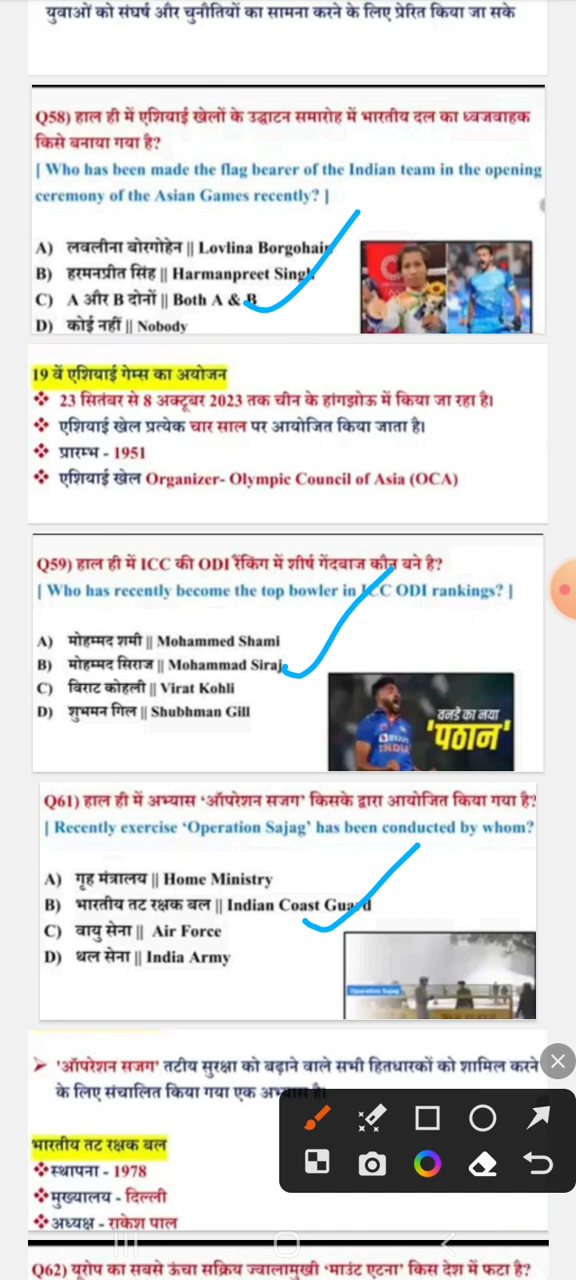 युवाओं को संघर्ष और चुनौतियों का सामना करने के लिए प्रेरित किया जा सके
Q58) हाल ही में एशियाई खेलों के उद्घाटन समारोह में भारतीय दल का ध्वजवाहक
किसे बनाया गया है?
[ Who has been made the flag bearer of the Indian team in the opening
ceremony of the Asian Games recently? ]
A) लवलीना बोरगोहेन || Lovlina Borgohain
B) हरमनप्रीत सिंह || Harmanpreet Singh
C) A और B दोनों || Both A & B
D) कोई नहीं || Nobody
19 वें एशियाई गेम्स का अयोजन
❖ 23 सितंबर से 8 अक्टूबर 2023 तक चीन के हांगझोऊ में किया जा रहा है।
❖ एशियाई खेल प्रत्येक चार साल पर आयोजित किया जाता है।
❖ प्रारम्भ - 1951
❖ एशियाई खेल Organizer- Olympic Council of Asia (OCA)
Q59) हाल ही में ICC की ODI रैंकिग में शीर्ष गेंदबाज कौन बने है?
[ Who has recently become the top bowler in ICC ODI rankings? ]
A) मोहम्मद शमी || Mohammed Shami
B) मोहम्मद सिराज || Mohammad Siraj
C) विराट कोहली || Virat Kohli
D) शुभमन गिल || Shubhman Gill
वनडे का नया
'पठान'
INDIA
Q61) हाल ही में अभ्यास 'ऑपरेशन सजग' किसके द्वारा आयोजित किया गया है?
[ Recently exercise 'Operation Sajag' has been conducted by whom?
A) गृह मंत्रालय || Home Ministry
B) भारतीय तट रक्षक बल || Indian Coast Guard
C) वायु सेना || Air Force
D) थल सेना || India Army
Operation Sajag
➢ 'ऑपरेशन सजग' तटीय सुरक्षा को बढ़ाने वाले सभी हितधारकों को शामिल करने
के लिए संचालित किया गया एक अभ्यास है।
भारतीय तट रक्षक बल
❖स्थापना - 1978
❖मुख्यालय - दिल्ली
❖अध्यक्ष - राकेश पाल
Q62) यूरोप का सबसे ऊंचा सक्रिय ज्वालामुखी 'माउंट एटना' किस देश में फटा है?